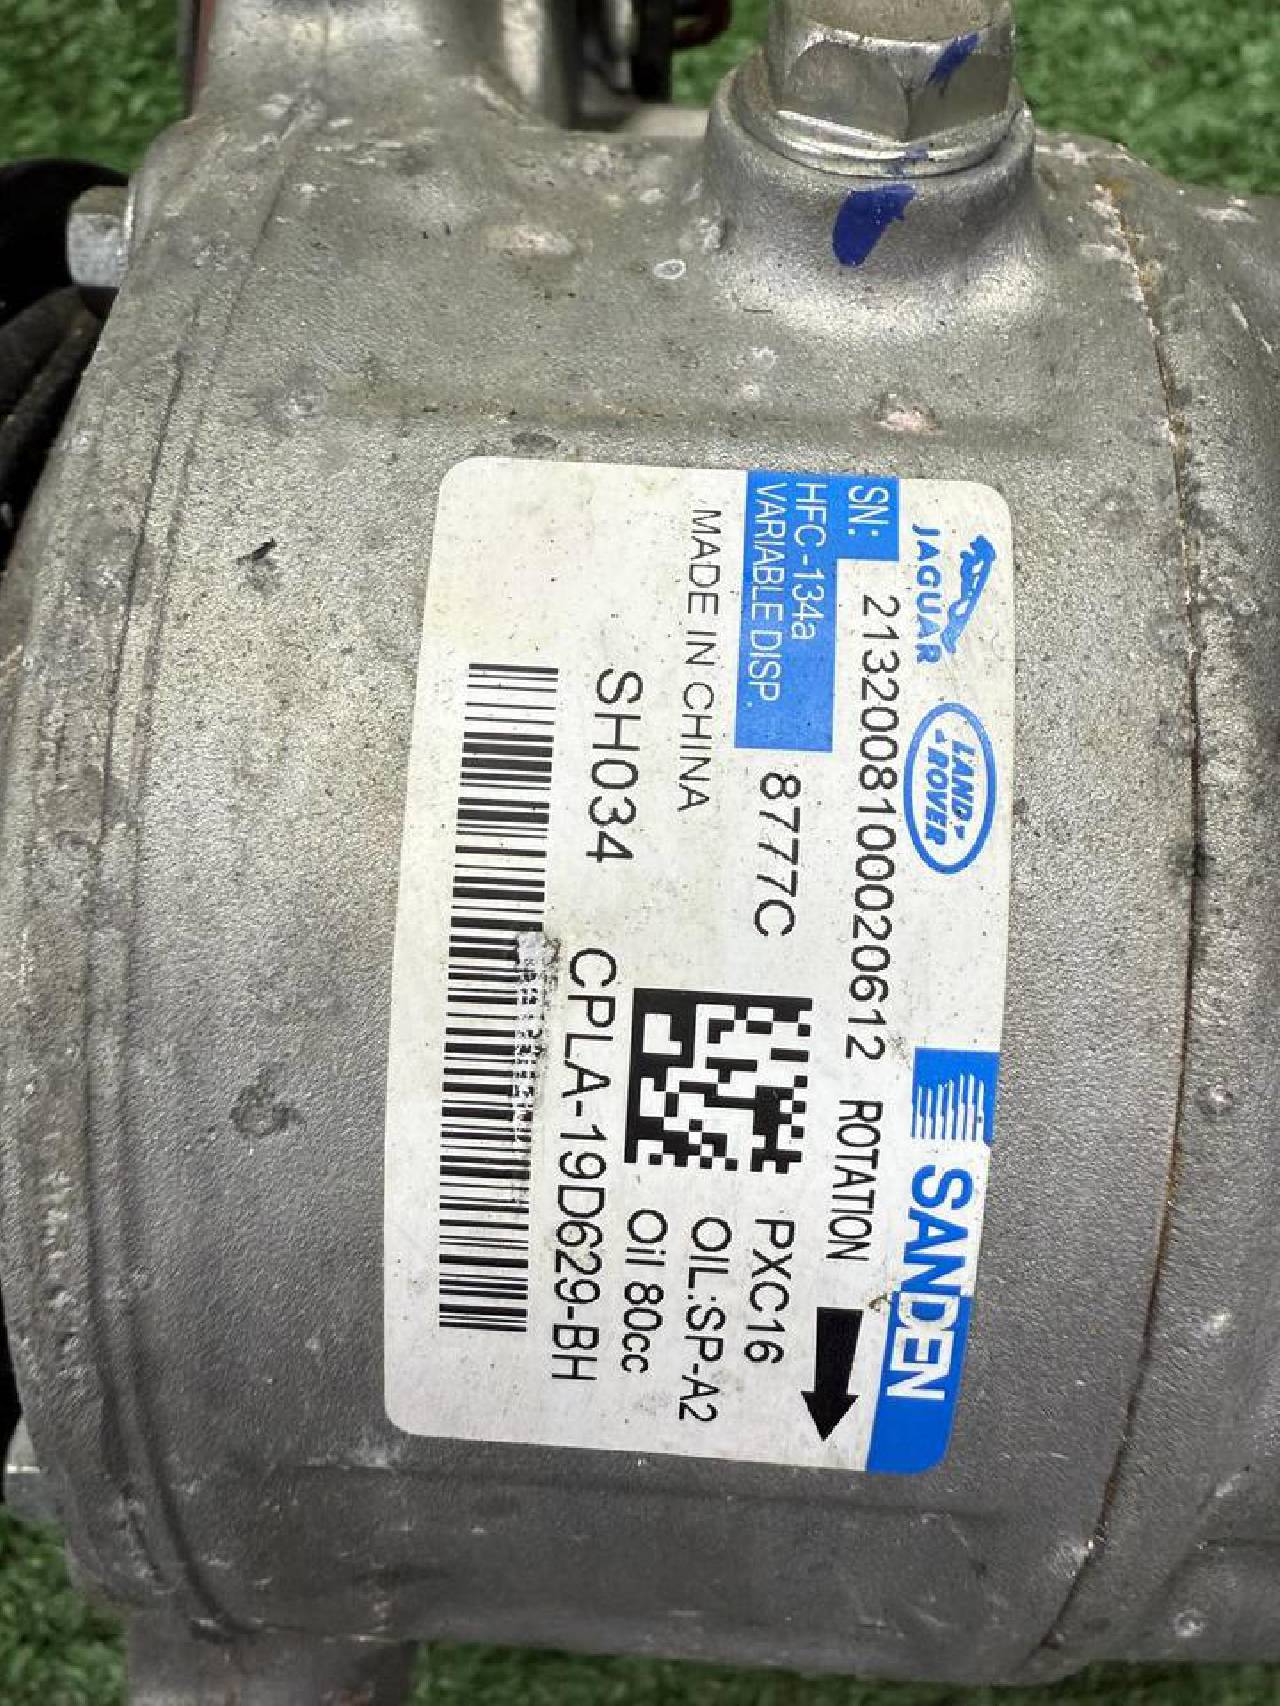 JAGUAR LAND ROVER SANDEN
SN: 2132008100020612 ROTATION
HFC-134a 8777C PXC16
VARIABLE DISP. OIL:SP-A2
MADE IN CHINA Oil 80cc
SH034 CPLA-19D629-BH